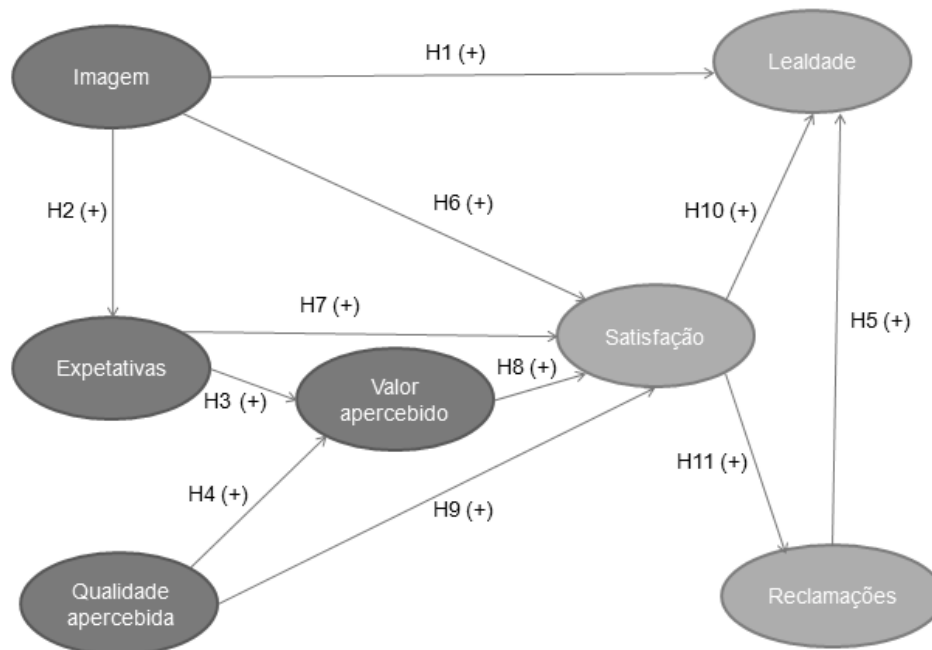 Imagem
H1 (+)
Lealdade
H2 (+)
H6 (+)
H10 (+)
H7 (+)
H5 (+)
Expetativas
Satisfação
H3 (+)
Valor
apercebido
H8 (+)
H4 (+)
H9 (+)
H11 (+)
Qualidade
apercebida
Reclamações